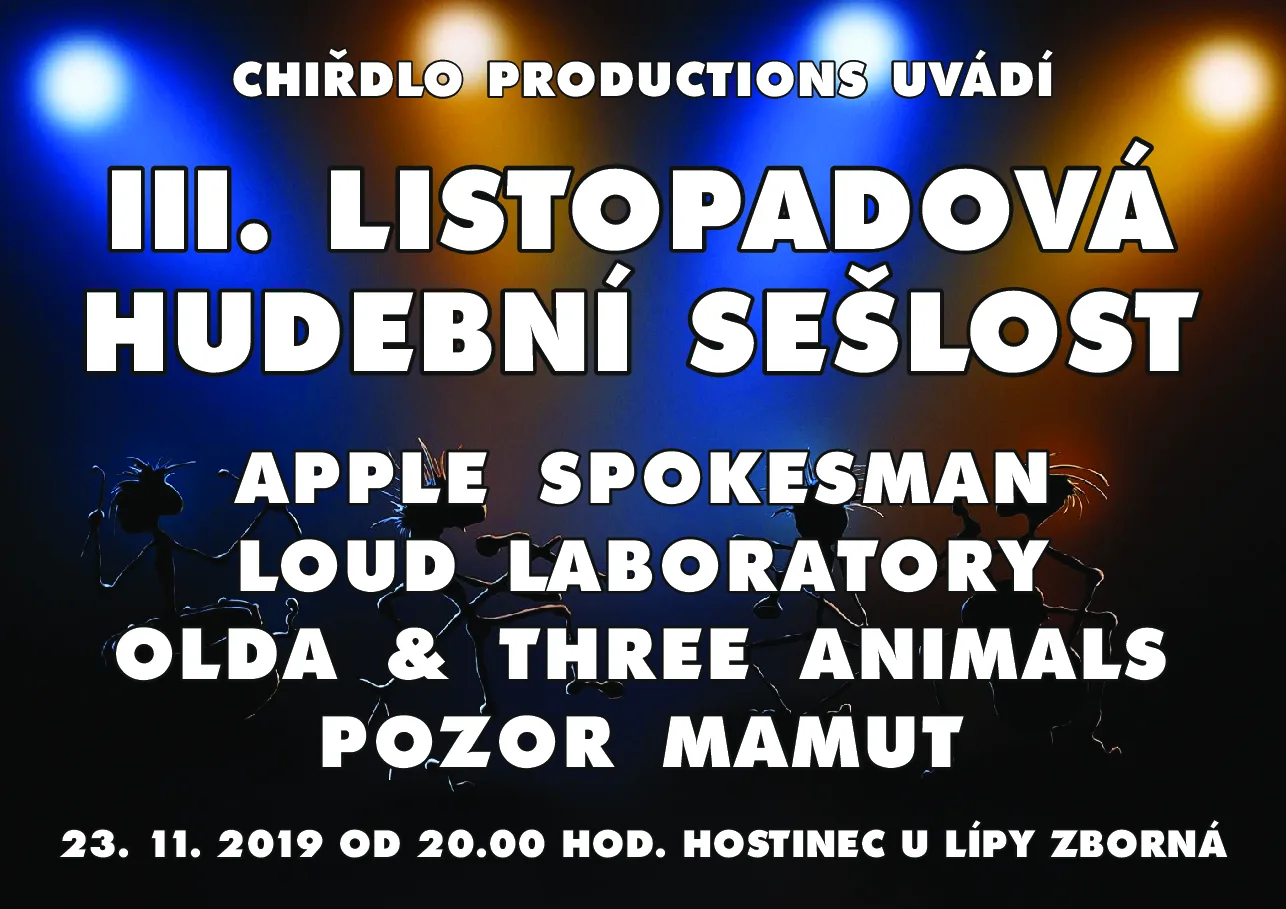 CHIŘDLO PRODUCTIONS UVÁDÍ
III. LISTOPADOVÁ
HUDEBNÍ SEŠLOST
APPLE SPOKESMAN
LOUD LABORATORY
OLDA & THREE ANIMALS
POZOR MAMUT
23. 11. 2019 OD 20.00 HOD. HOSTINEC U LÍPY ZBORNÁ